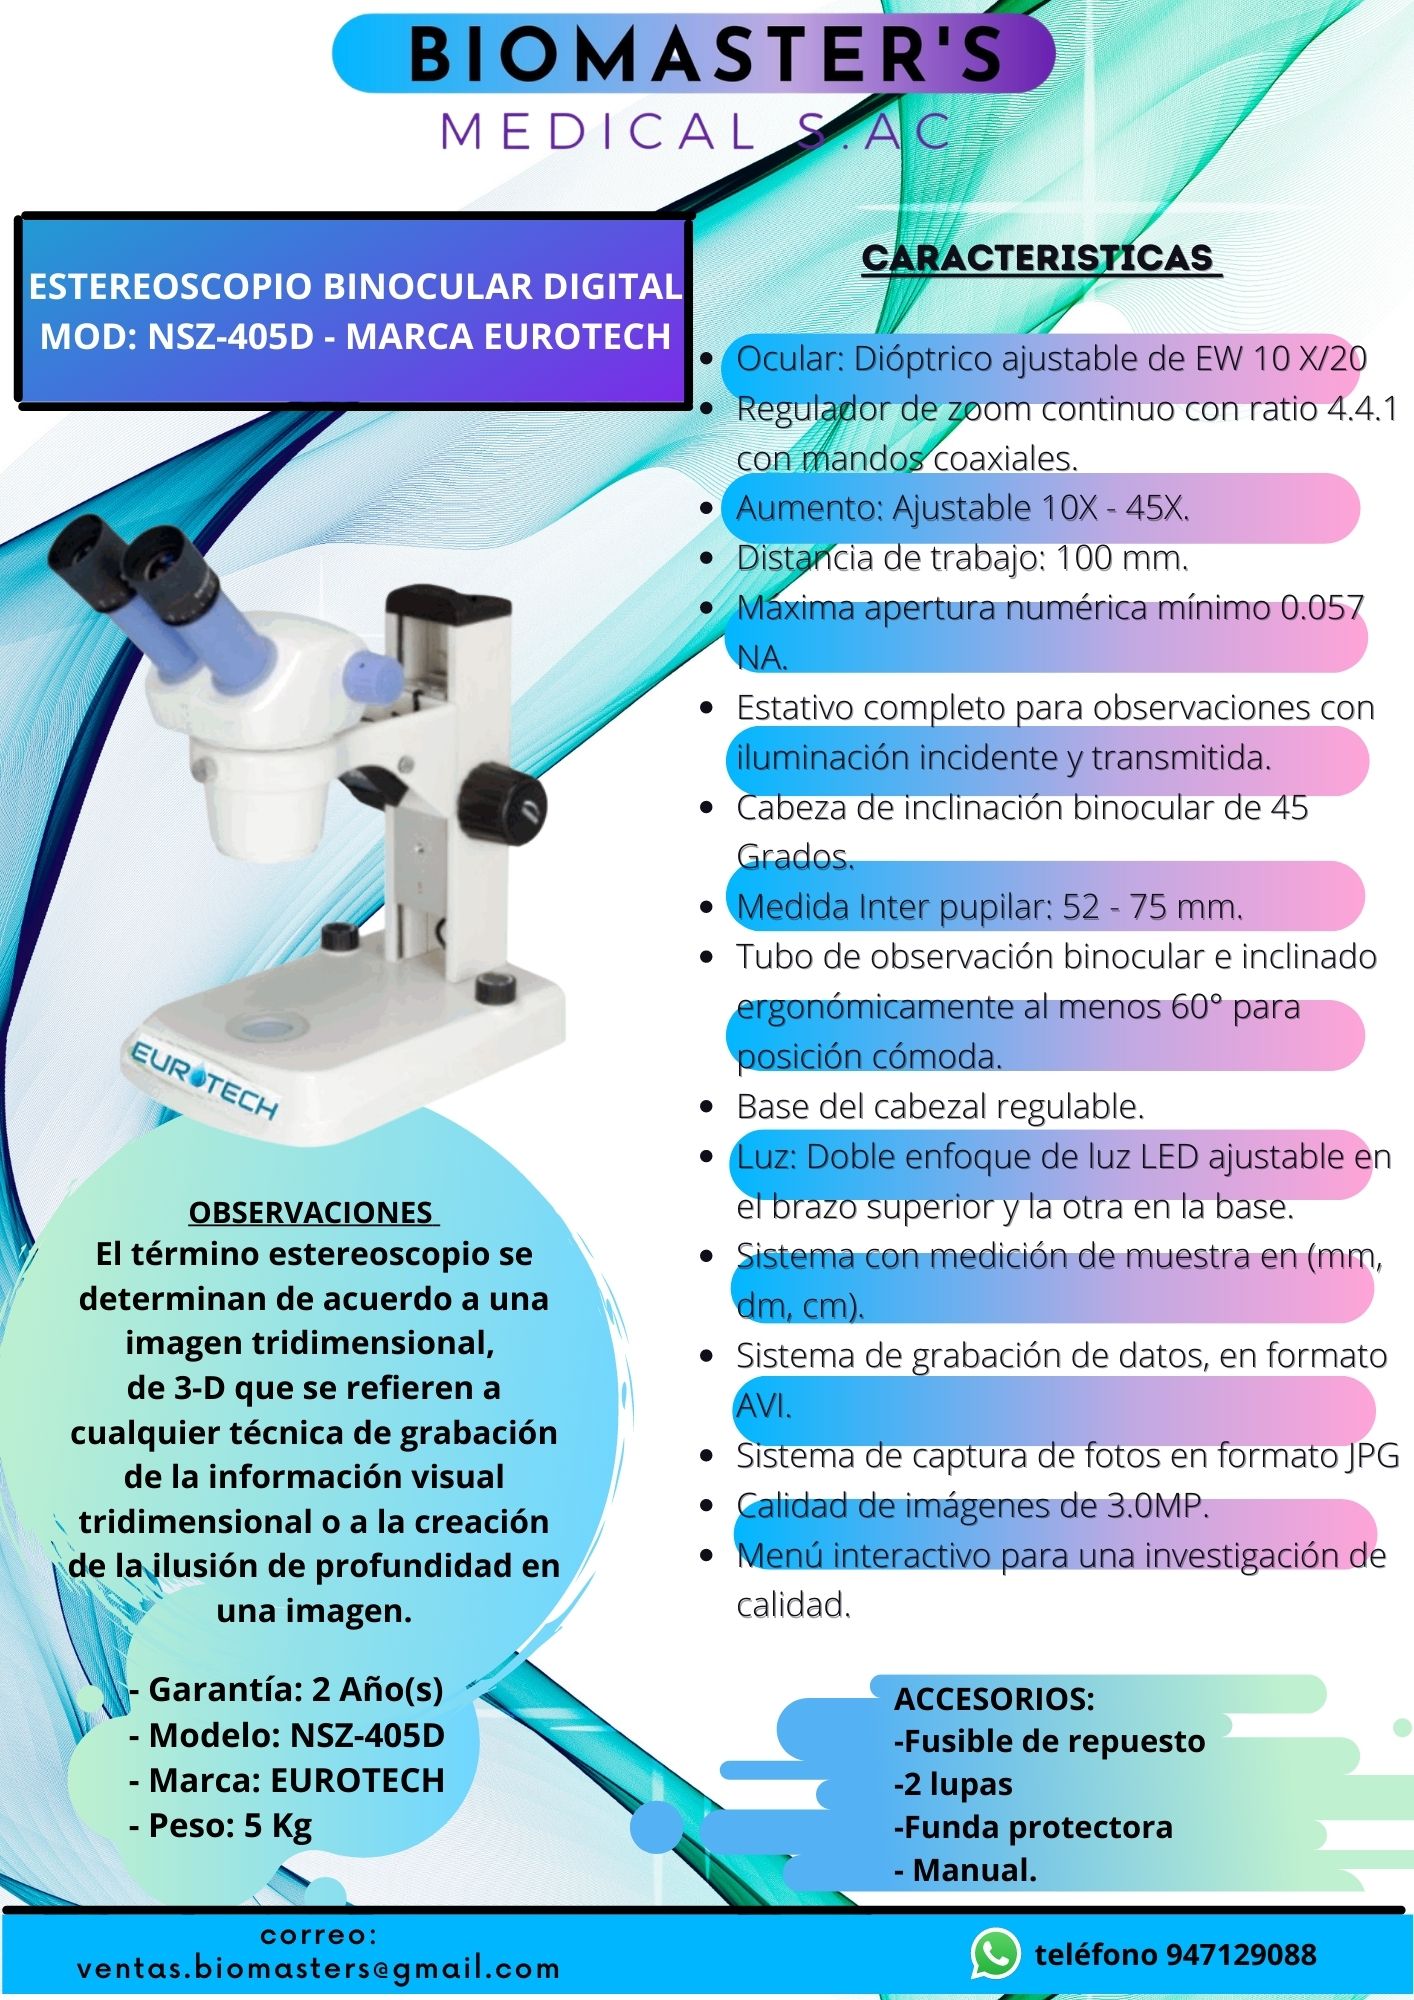 BIOMASTER'S
MEDICAL S.AC
ESTEREOSCOPIO BINOCULAR DIGITAL
MOD: NSZ-405D - MARCA EUROTECH
CARACTERISTICAS
• Ocular: Dióptrico ajustable de EW 10 X/20
• Regulador de zoom continuo con ratio 4.4.1
con mandos coaxiales.
• Aumento: Ajustable 10X - 45X.
• Distancia de trabajo: 100 mm.
• Maxima apertura numérica mínimo 0.057
NA.
• Estativo completo para observaciones con
iluminación incidente y transmitida.
• Cabeza de inclinación binocular de 45
Grados.
• Medida Inter pupilar: 52 - 75 mm.
• Tubo de observación binocular e inclinado
ergonómicamente al menos 60° para
posición cómoda.
• Base del cabezal regulable.
• Luz: Doble enfoque de luz LED ajustable en
el brazo superior y la otra en la base.
• Sistema con medición de muestra en (mm,
dm, cm).
• Sistema de grabación de datos, en formato
AVI.
• Sistema de captura de fotos en formato JPG
• Calidad de imágenes de 3.0MP.
• Menú interactivo para una investigación de
calidad.
EUROTECH
OBSERVACIONES
El término estereoscopio se
determinan de acuerdo a una
imagen tridimensional,
de 3-D que se refieren a
cualquier técnica de grabación
de la información visual
tridimensional o a la creación
de la ilusión de profundidad en
una imagen.
- Garantía: 2 Año(s)
- Modelo: NSZ-405D
- Marca: EUROTECH
- Peso: 5 Kg
ACCESORIOS:
-Fusible de repuesto
-2 lupas
-Funda protectora
- Manual.
correo:
ventas.biomasters@gmail.com
teléfono 947129088